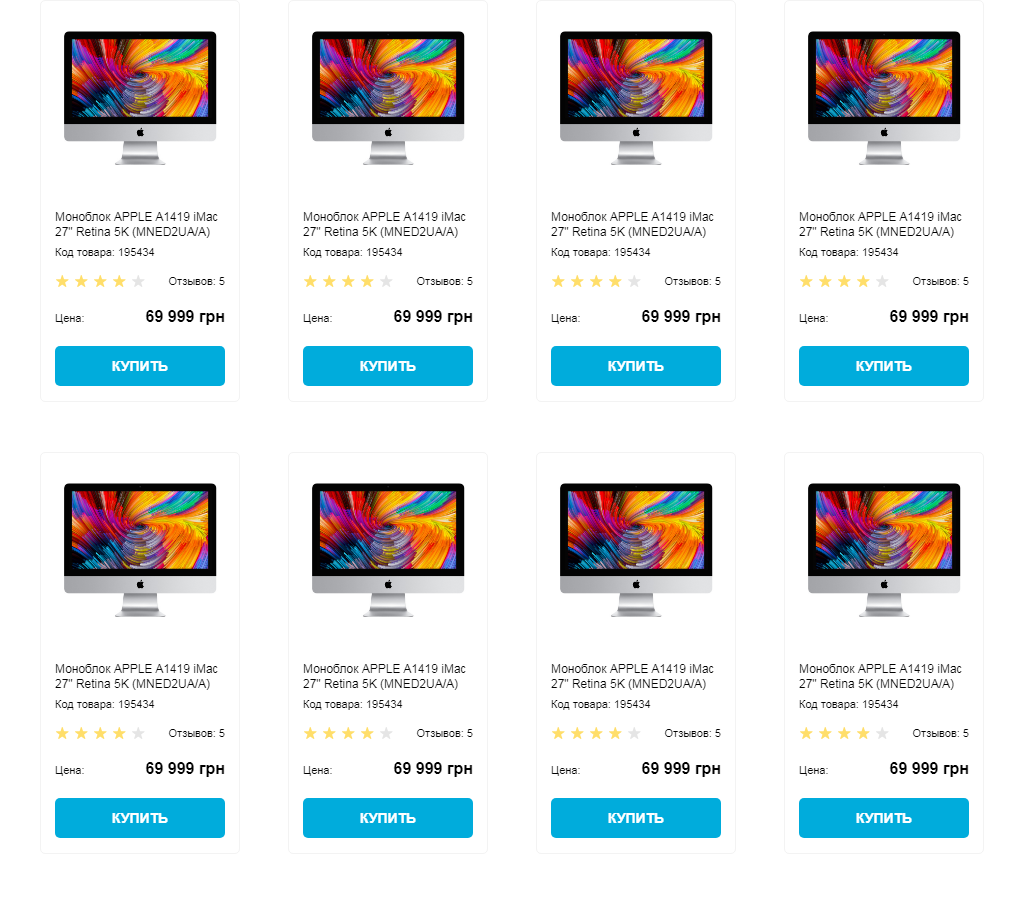 Моноблок APPLE A1419 iMac
27" Retina 5K (MNED2UA/A)
Код товара: 195434
Отзывов: 5
Цена: 69 999 грн
КУПИТЬ
Моноблок APPLE A1419 iMac
27" Retina 5K (MNED2UA/A)
Код товара: 195434
Отзывов: 5
Цена: 69 999 грн
КУПИТЬ
Моноблок APPLE A1419 iMac
27" Retina 5K (MNED2UA/A)
Код товара: 195434
Отзывов: 5
Цена: 69 999 грн
КУПИТЬ
Моноблок APPLE A1419 iMac
27" Retina 5K (MNED2UA/A)
Код товара: 195434
Отзывов: 5
Цена: 69 999 грн
КУПИТЬ
Моноблок APPLE A1419 iMac
27" Retina 5K (MNED2UA/A)
Код товара: 195434
Отзывов: 5
Цена: 69 999 грн
КУПИТЬ
Моноблок APPLE A1419 iMac
27" Retina 5K (MNED2UA/A)
Код товара: 195434
Отзывов: 5
Цена: 69 999 грн
КУПИТЬ
Моноблок APPLE A1419 iMac
27" Retina 5K (MNED2UA/A)
Код товара: 195434
Отзывов: 5
Цена: 69 999 грн
КУПИТЬ
Моноблок APPLE A1419 iMac
27" Retina 5K (MNED2UA/A)
Код товара: 195434
Отзывов: 5
Цена: 69 999 грн
КУПИТЬ